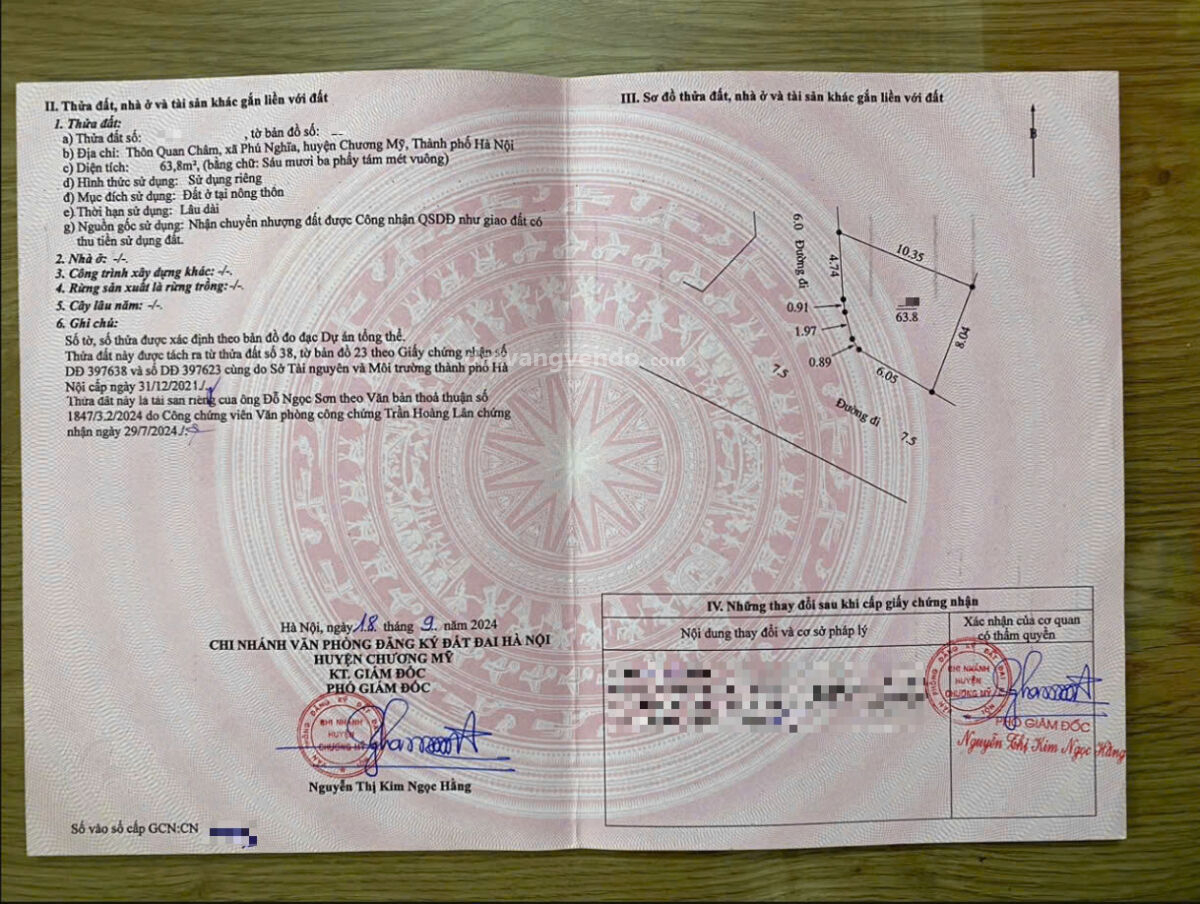 II. Thửa đất, nhà ở và tài sản khác gắn liền với đất
1. Thửa đất:
a) Thửa đất số: , tờ bản đồ số: --
b) Địa chỉ: Thôn Quan Châm, xã Phú Nghĩa, huyện Chương Mỹ, Thành phố Hà Nội
c) Diện tích: 63,8m², (bằng chữ: Sáu mươi ba phẩy tám mét vuông)
d) Hình thức sử dụng: Sử dụng riêng
đ) Mục đích sử dụng: Đất ở tại nông thôn
e) Thời hạn sử dụng: Lâu dài
g) Nguồn gốc sử dụng: Nhận chuyển nhượng đất được Công nhận QSDĐ như giao đất có
thu tiền sử dụng đất.
2. Nhà ở: -/-.
3. Công trình xây dựng khác: -/-.
4. Rừng sản xuất là rừng trồng: -/-.
5. Cây lâu năm: -/-.
6. Ghi chú:
Số tờ, số thửa được xác định theo bản đồ đo đạc Dự án tổng thể.
Thửa đất này được tách ra từ thửa đất số 38, tờ bản đồ 23 theo Giấy chứng nhận số
DĐ 397638 và số DĐ 397623 cùng do Sở Tài nguyên và Môi trường thành phố Hà
Nội cấp ngày 31/12/2021./.
Thửa đất này là tài sản riêng của ông Đỗ Ngọc Sơn theo Văn bản thoả thuận số
1847/3.2/2024 do Công chứng viên Văn phòng công chứng Trần Hoàng Lân chứng
nhận ngày 29/7/2024./.
Hà Nội, ngày 18 tháng 9. năm 2024
CHI NHÁNH VĂN PHÒNG ĐĂNG KÝ ĐẤT ĐAI HÀ NỘI
HUYỆN CHƯƠNG MỸ
KT. GIÁM ĐỐC
PHÓ GIÁM ĐỐC
CHI NHÁNH
HUYỆN
CHƯƠNG MỸ
Nguyễn Thị Kim Ngọc Hằng
Số vào sổ cấp GCN:CN
III. Sơ đồ thửa đất, nhà ở và tài sản khác gắn liền với đất
B
6.0 Đường đi
4.74
10.35
0.91
63.8
1.97
8.04
0.89
6.05
7.5
Đường đi
7.5
IV. Những thay đổi sau khi cấp giấy chứng nhận
Nội dung thay đổi và cơ sở pháp lý
Xác nhận của cơ quan
có thẩm quyền
VĂN PHÒNG ĐĂNG KÝ ĐẤT ĐAI
CHI NHÁNH
HUYỆN
CHƯƠNG MỸ
PHÓ GIÁM ĐỐC
Nguyễn Thị Kim Ngọc Hằng